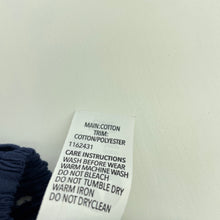 MAIN:COTTON
TRIM:
COTTON/POLYESTER
1162431
CARE INSTRUCTIONS
WASH BEFORE WEAR
WARM MACHINE WASH
DO NOT BLEACH
DO NOT TUMBLE DRY
WARM IRON
DO NOT DRYCLEAN